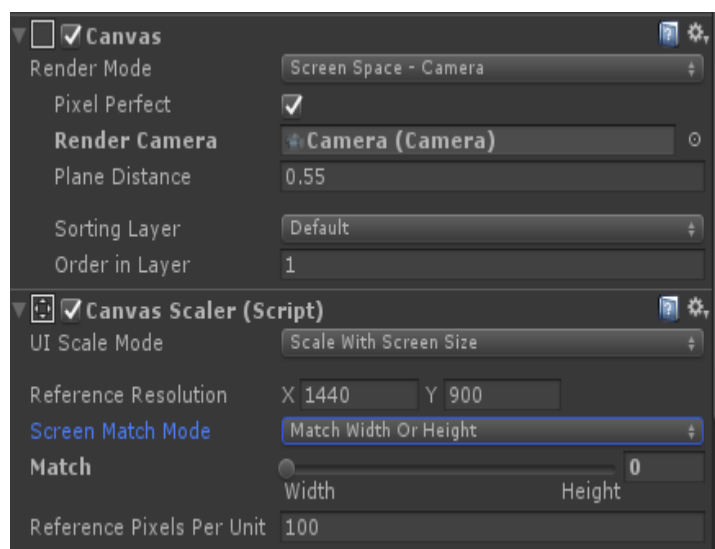 Canvas
Render Mode Screen Space - Camera
Pixel Perfect
Render Camera Camera (Camera)
Plane Distance 0.55
Sorting Layer Default
Order in Layer 1
Canvas Scaler (Script)
UI Scale Mode Scale With Screen Size
Reference Resolution X 1440 Y 900
Screen Match Mode Match Width Or Height
Match 0
Width Height
Reference Pixels Per Unit 100